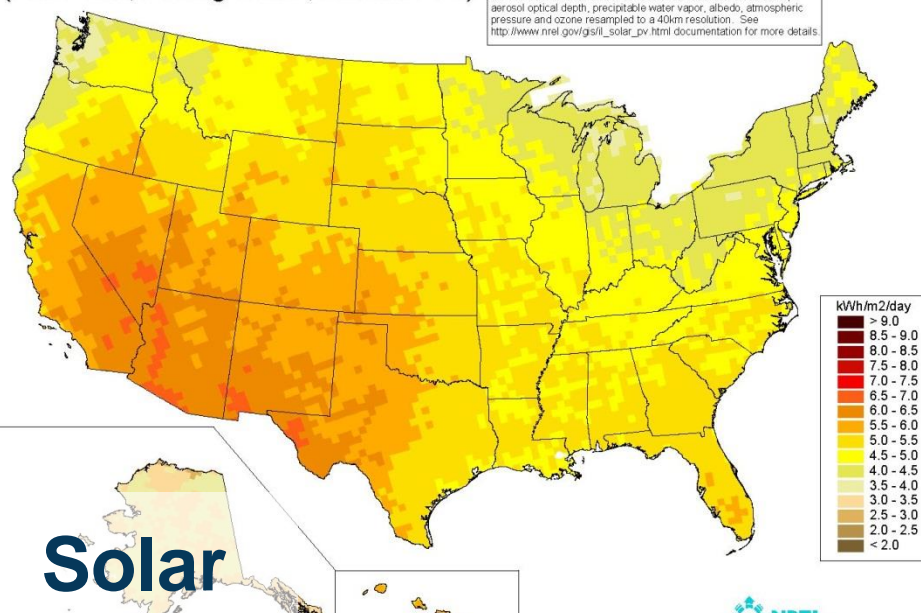 aerosol optical depth, precipitable water vapor, albedo, atmospheric
pressure and ozone resampled to a 40km resolution. See
http://www.nrel.gov/gis/il_solar_pv.html documentation for more details.
kWh/m2/day
> 9.0
8.5 - 9.0
8.0 - 8.5
7.5 - 8.0
7.0 - 7.5
6.5 - 7.0
6.0 - 6.5
5.5 - 6.0
5.0 - 5.5
4.5 - 5.0
4.0 - 4.5
3.5 - 4.0
3.0 - 3.5
2.5 - 3.0
2.0 - 2.5
< 2.0
Solar